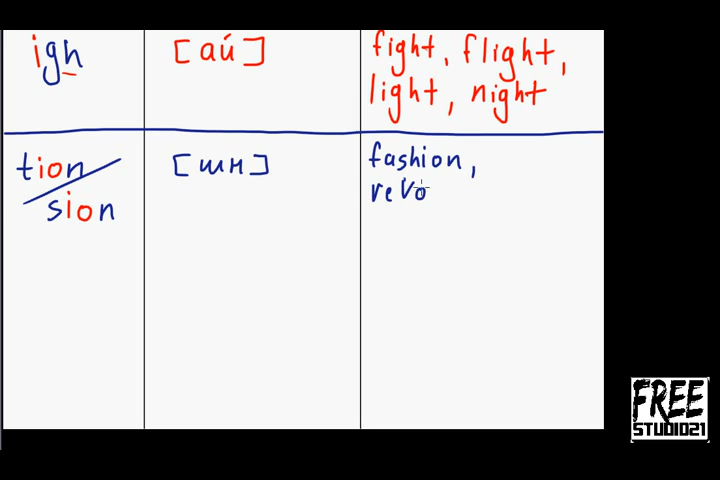 igh
[ай]
fight, flight,
light, night
tion
sion
[шн]
fashion,
revo
FREE
STUDIO21